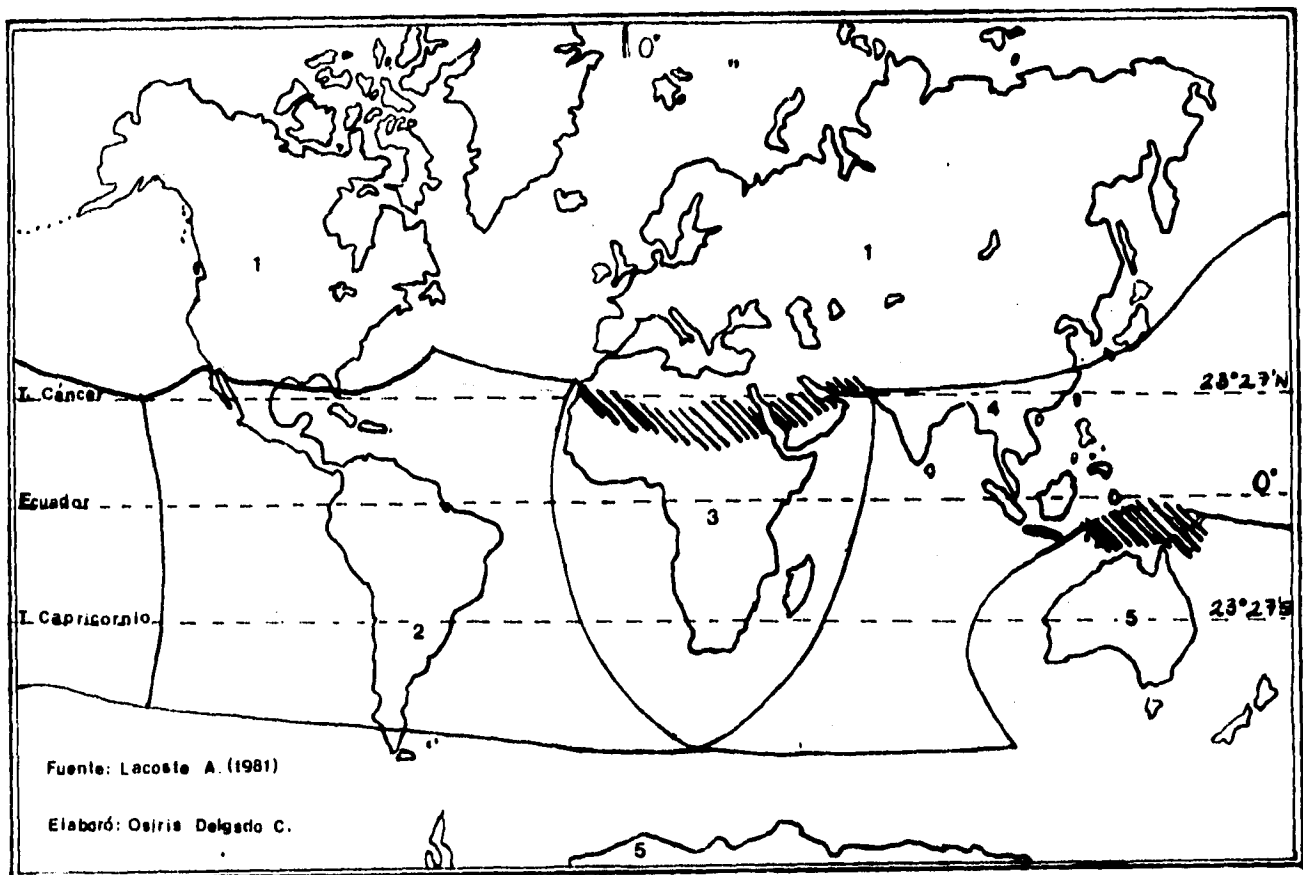 0°
1
1
T. Cáncer
23°27'N
4
Ecuador
0°
3
T. Capricornio
23°27'S
2
5
Fuente: Lacoste A. (1981)
Elaboró: Osiris Delgado C.
5